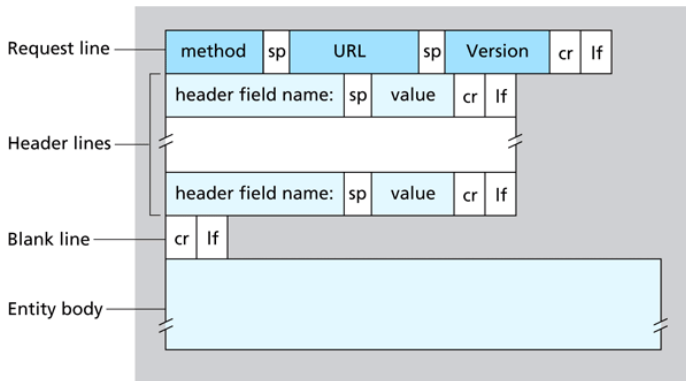 Request line method sp URL sp Version cr lf
header field name: sp value cr lf
Header lines
header field name: sp value cr lf
Blank line cr lf
Entity body